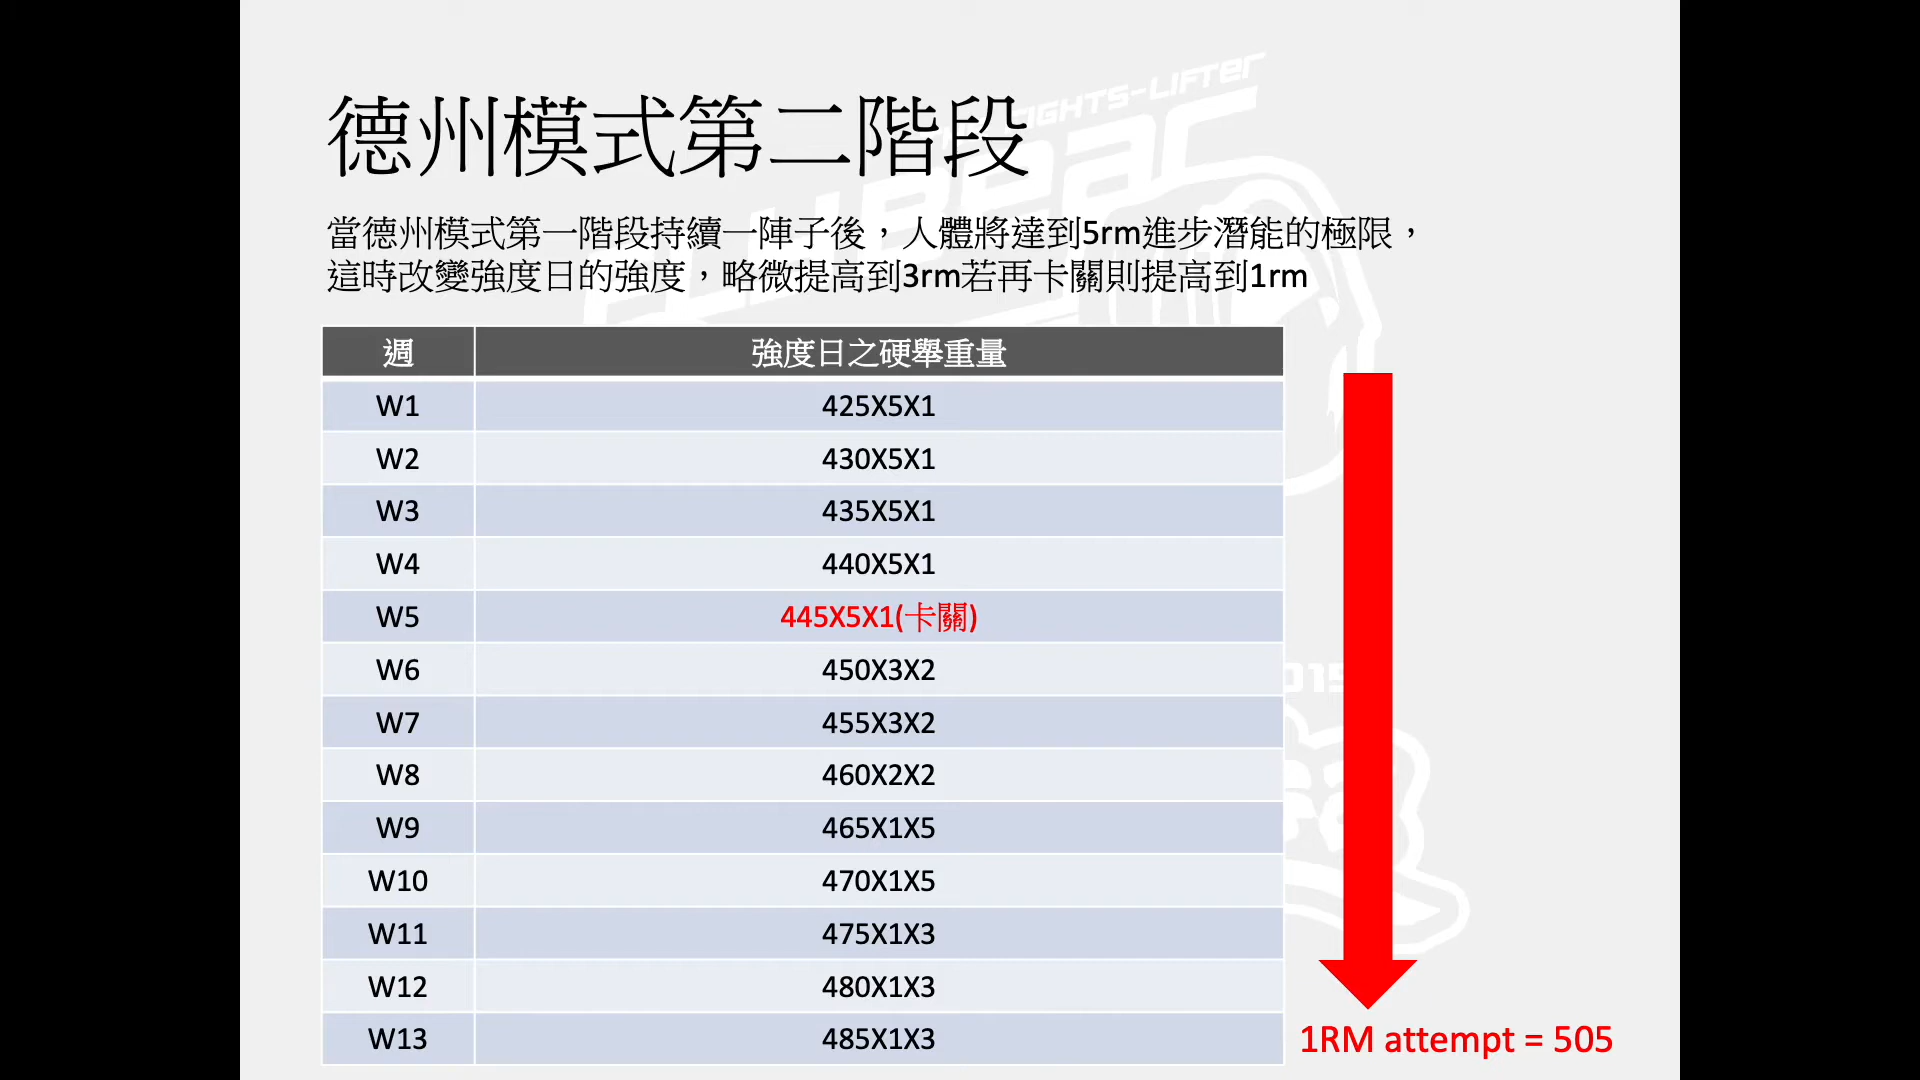 德州模式第二階段
當德州模式第一階段持續一陣子後，人體將達到5rm進步潛能的極限，
這時改變強度日的強度，略微提高到3rm若再卡關則提高到1rm
週 強度日之硬舉重量
W1 425X5X1
W2 430X5X1
W3 435X5X1
W4 440X5X1
W5 445X5X1(卡關)
W6 450X3X2
W7 455X3X2
W8 460X2X2
W9 465X1X5
W10 470X1X5
W11 475X1X3
W12 480X1X3
W13 485X1X3
1RM attempt = 505